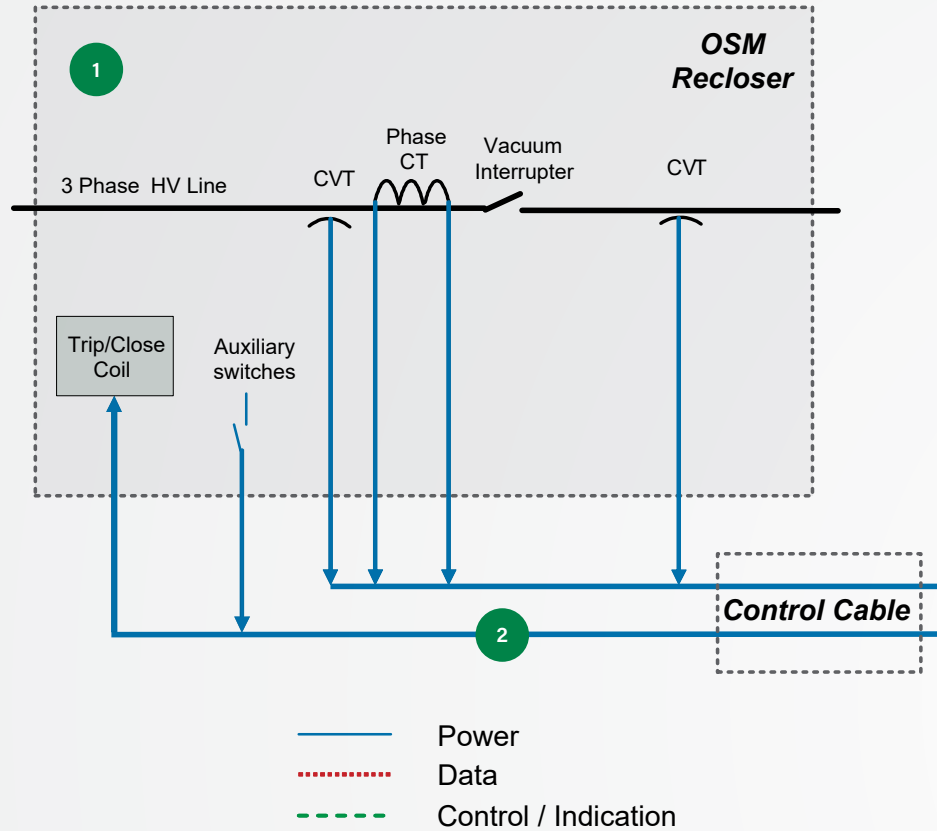 1
OSM
Recloser
Phase
CT
Vacuum
Interrupter
3 Phase HV Line
CVT
CVT
Trip/Close
Coil
Auxiliary
switches
Control Cable
2
Power
Data
Control / Indication